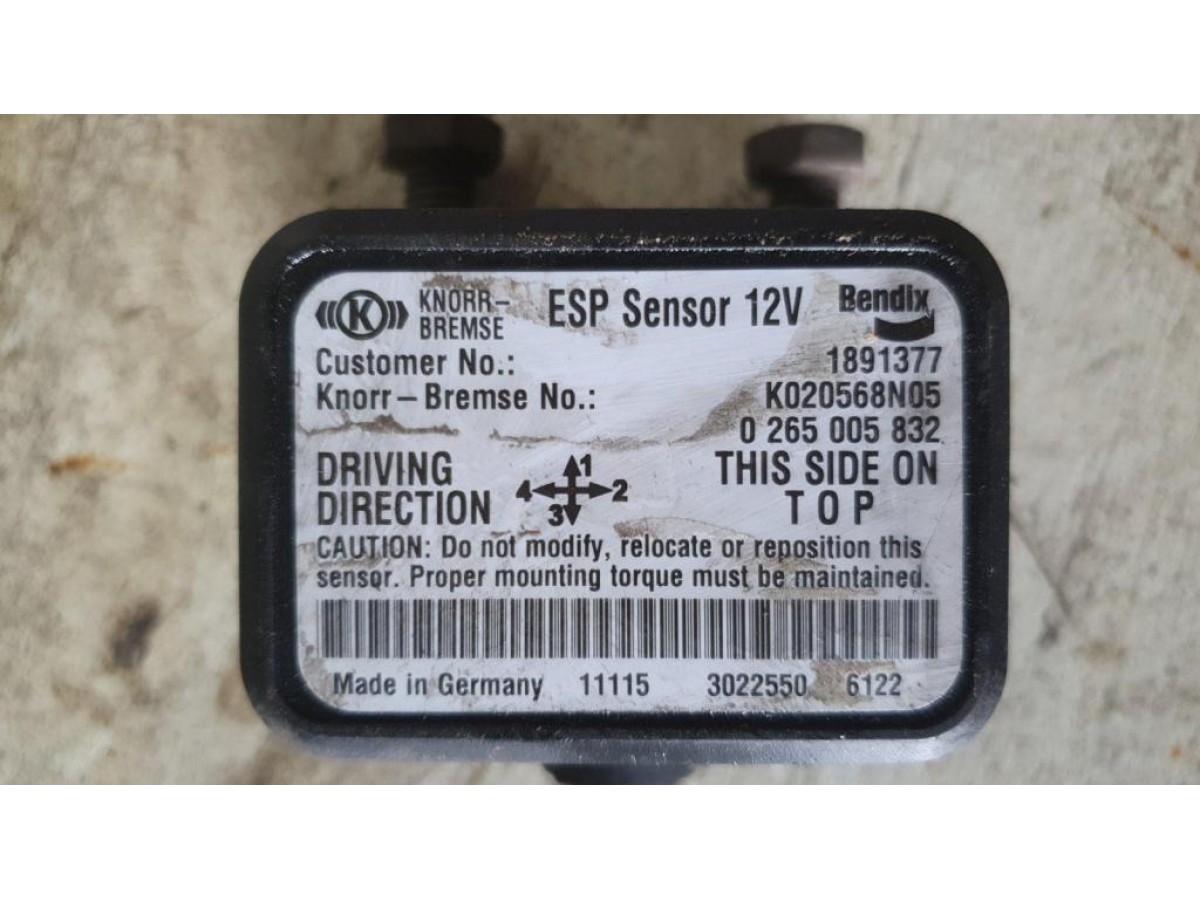 K KNORR-
BREMSE
ESP Sensor 12V
Bendix
Customer No.: 1891377
Knorr-Bremse No.: K020568N05
0 265 005 832
DRIVING
DIRECTION
1
4 2
3
THIS SIDE ON
TOP
CAUTION: Do not modify, relocate or reposition this
sensor. Proper mounting torque must be maintained.
Made in Germany 11115 3022550 6122